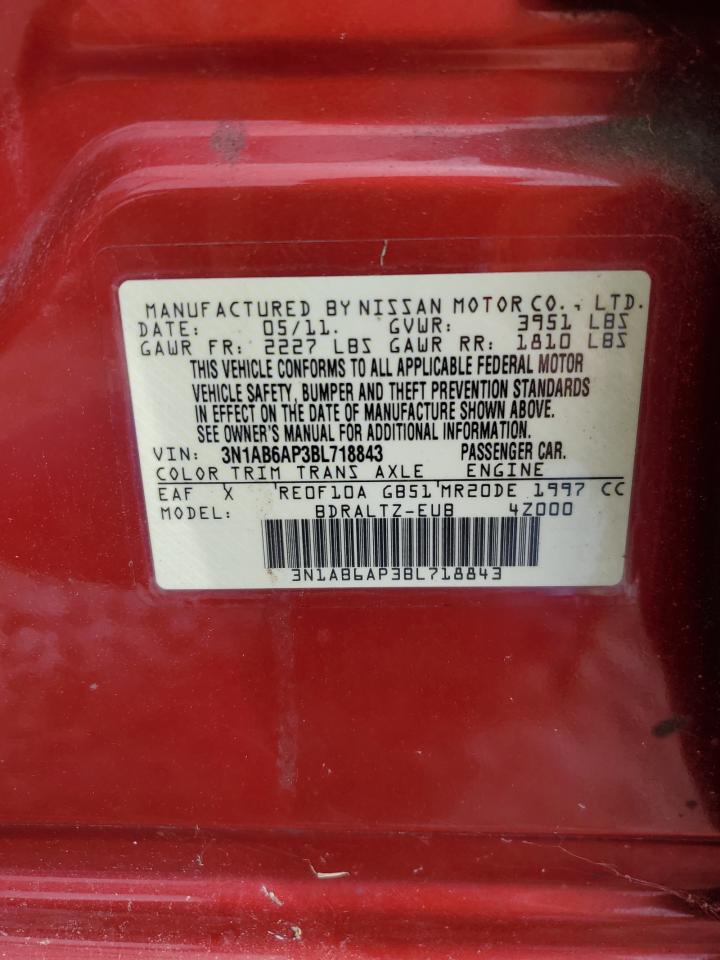 MANUFACTURED BY NISSAN MOTOR CO., LTD.
DATE: 05/11. GVWR: 3951 LBS
GAWR FR: 2227 LBS GAWR RR: 1810 LBS
THIS VEHICLE CONFORMS TO ALL APPLICABLE FEDERAL MOTOR
VEHICLE SAFETY, BUMPER AND THEFT PREVENTION STANDARDS
IN EFFECT ON THE DATE OF MANUFACTURE SHOWN ABOVE.
SEE OWNER'S MANUAL FOR ADDITIONAL INFORMATION.
VIN: 3N1AB6AP3BL718843 PASSENGER CAR.
COLOR TRIM TRANS AXLE ENGINE
EAF X 'RE0F10A GB51'MR20DE 1997 CC
MODEL: BDRALTZ-EUB 4Z000
3N1AB6AP3BL718843